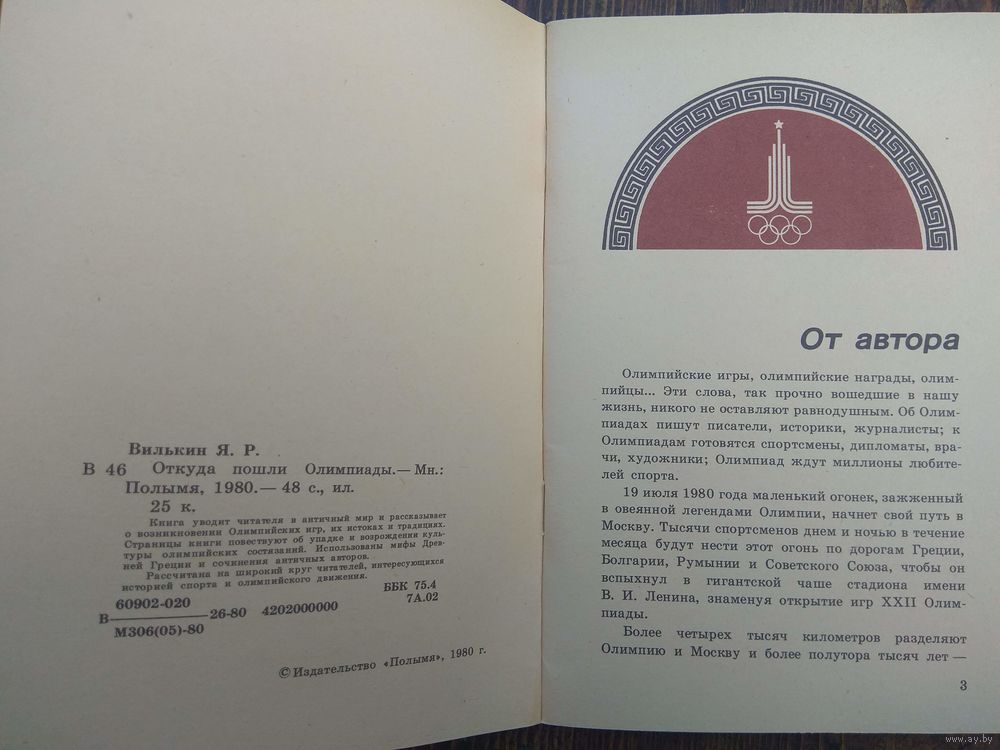 Вилькин Я. Р.
В 46 Откуда пошли Олимпиады.— Мн.:
Полымя, 1980.— 48 с., ил.
25 к.
Книга уводит читателя в античный мир и рассказывает
о возникновении Олимпийских игр, их истоках и традициях.
Страницы книги повествуют об упадке и возрождения куль-
туры олимпийских состязаний. Использованы мифы Древ-
ней Греции и сочинения античных авторов.
Рассчитана на широкий круг читателей, интересующихся
историей спорта и олимпийского движения.
ББК 75.4
7А.02
60902-020
В 26-80 4202000000
М306(05)-80
© Издательство «Полымя», 1980 г.
От автора
Олимпийские игры, олимпийские награды, олим-
пийцы... Эти слова, так прочно вошедшие в нашу
жизнь, никого не оставляют равнодушным. Об Олим-
пиадах пишут писатели, историки, журналисты; к
Олимпиадам готовятся спортсмены, дипломаты, вра-
чи, художники; Олимпиад ждут миллионы любите-
лей спорта.
19 июля 1980 года маленький огонек, зажженный
в овеянной легендами Олимпии, начнет свой путь в
Москву. Тысячи спортсменов днем и ночью в течение
месяца будут нести этот огонь по дорогам Греции,
Болгарии, Румынии и Советского Союза, чтобы он
вспыхнул в гигантской чаше стадиона имени
В. И. Ленина, знаменуя открытие игр XXII Олим-
пиады.
Более четырех тысяч километров разделяют
Олимпию и Москву и более полутора тысяч лет —
3
www.ay.by